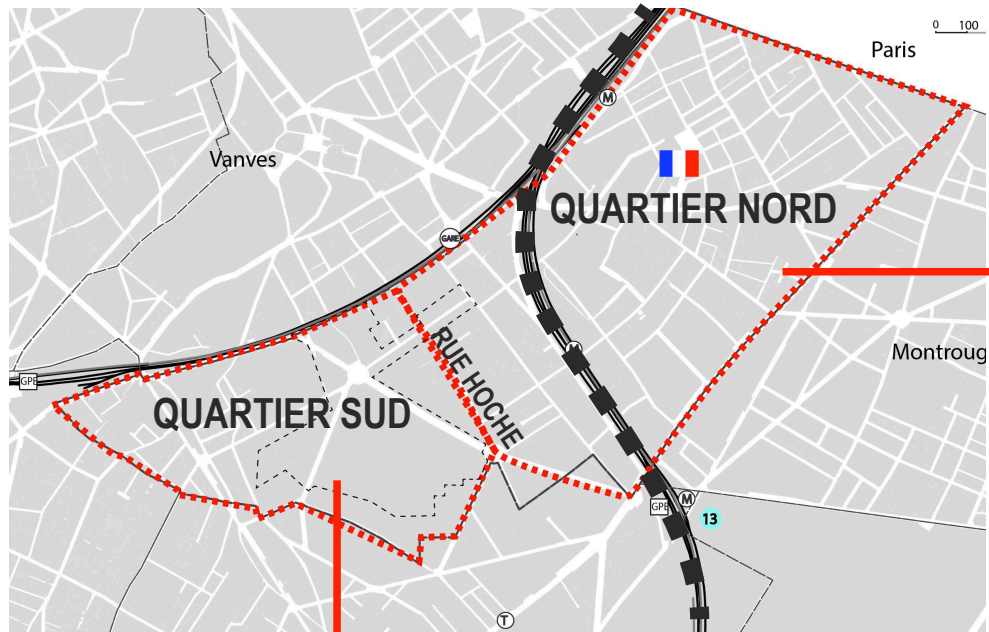 0 100
Paris
M
Vanves
QUARTIER NORD
GARE
M
Montroug
RUE HOCHE
GPE
QUARTIER SUD
M
GPE
13
T